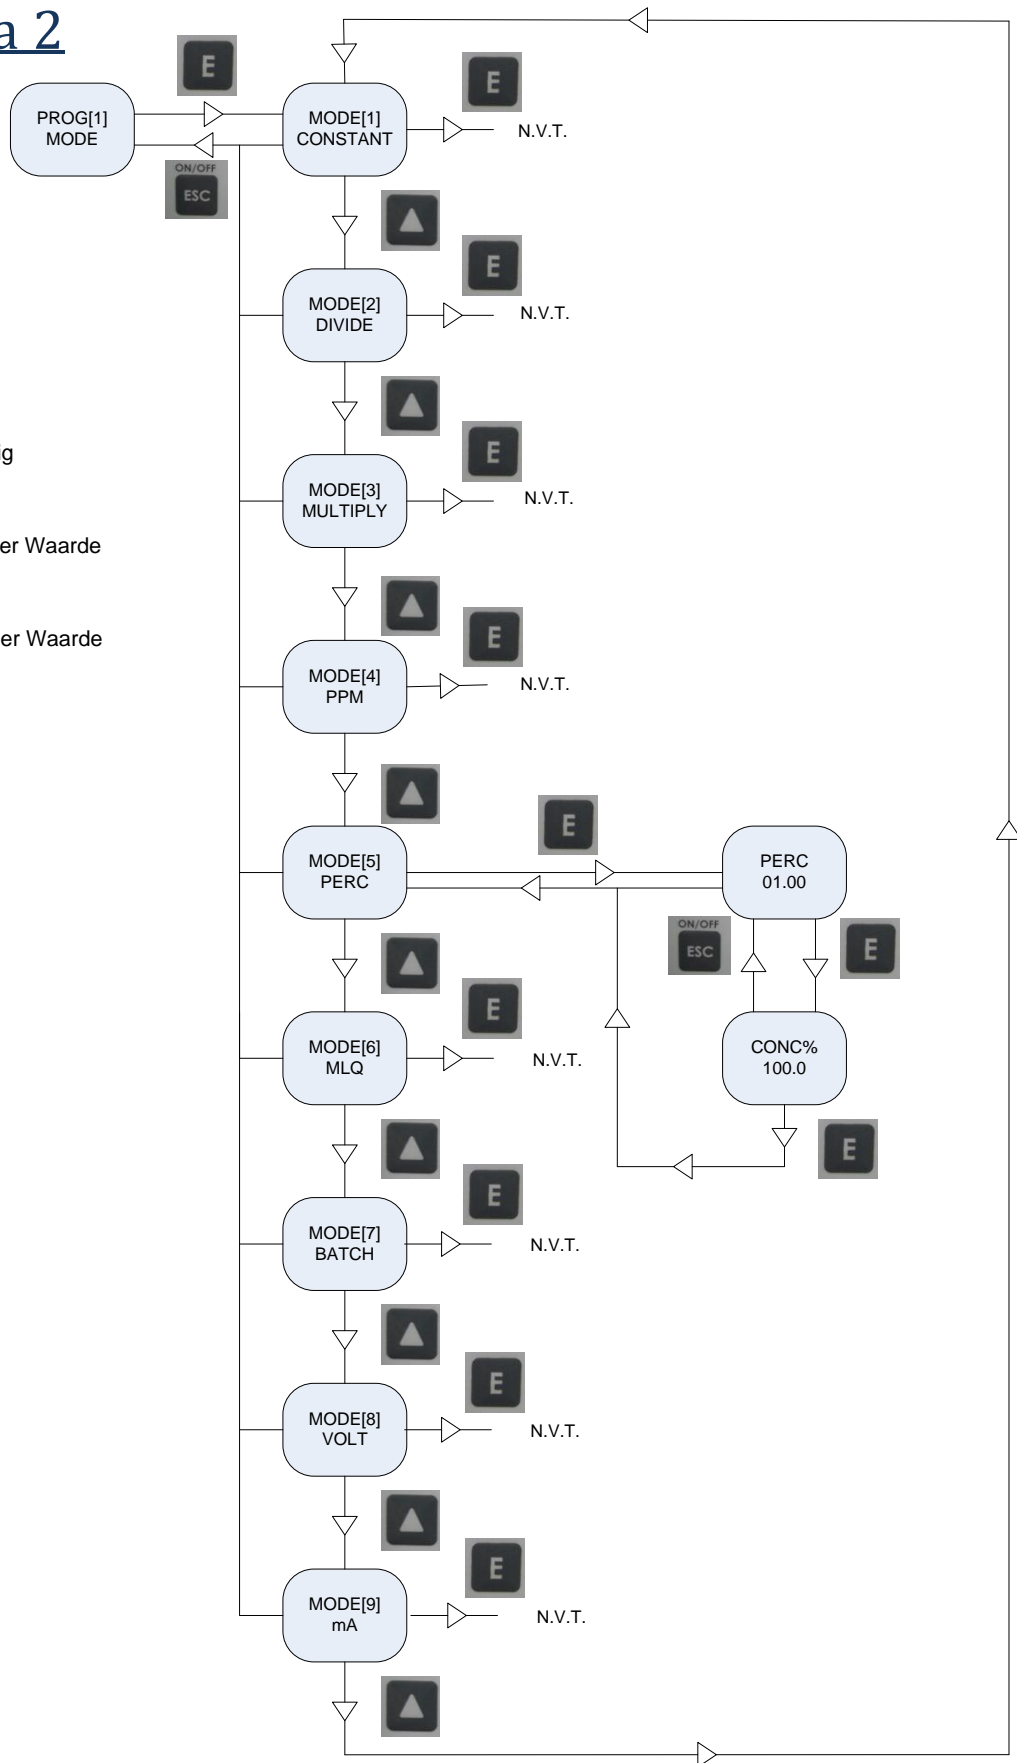 a 2
E
E
PROG[1]
MODE
MODE[1]
CONSTANT
N.V.T.
ON/OFF
ESC
E
MODE[2]
DIVIDE
N.V.T.
ig
E
MODE[3]
MULTIPLY
N.V.T.
er Waarde
E
er Waarde
MODE[4]
PPM
N.V.T.
E
MODE[5]
PERC
PERC
01.00
ON/OFF
ESC
E
E
MODE[6]
MLQ
N.V.T.
CONC%
100.0
E
E
MODE[7]
BATCH
N.V.T.
E
MODE[8]
VOLT
N.V.T.
E
MODE[9]
mA
N.V.T.